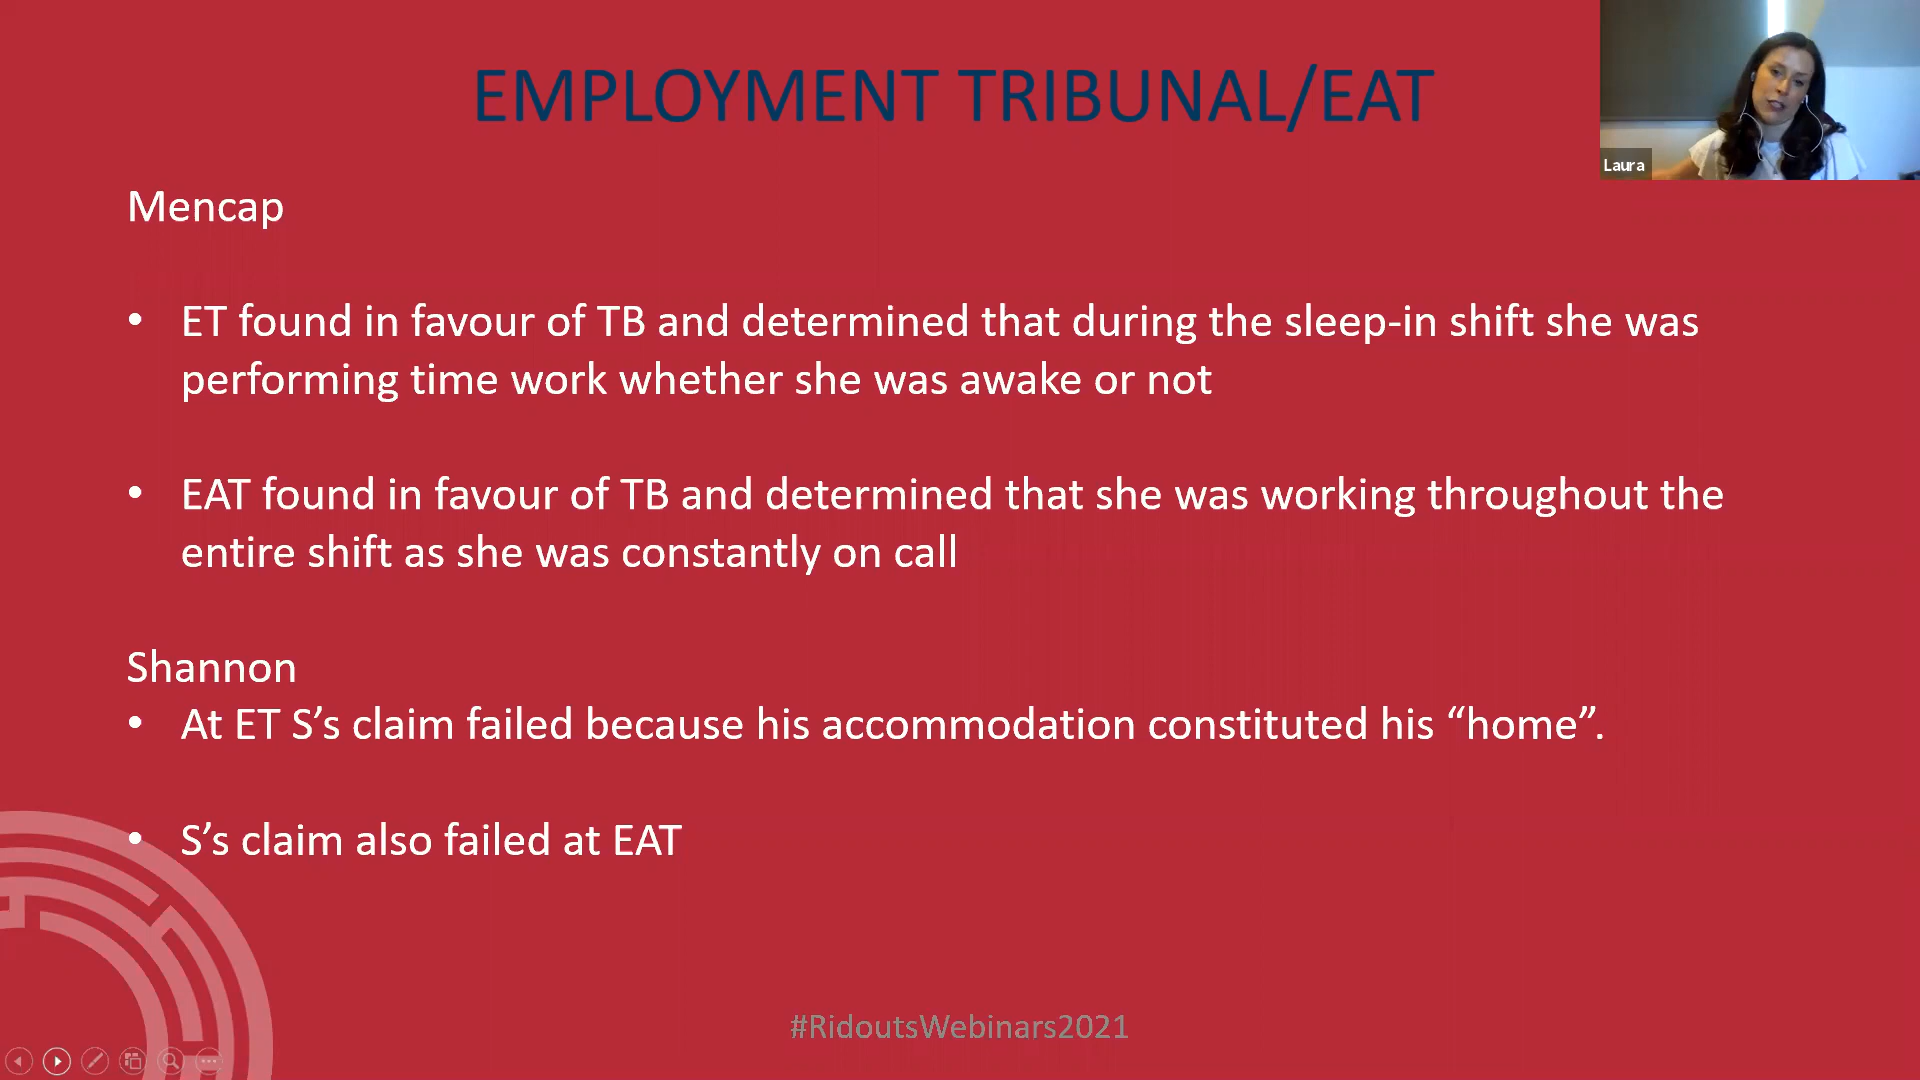 EMPLOYMENT TRIBUNAL/EAT
Laura
Mencap
• ET found in favour of TB and determined that during the sleep-in shift she was
performing time work whether she was awake or not
• EAT found in favour of TB and determined that she was working throughout the
entire shift as she was constantly on call
Shannon
• At ET S’s claim failed because his accommodation constituted his “home”.
• S’s claim also failed at EAT
#RidoutsWebinars2021